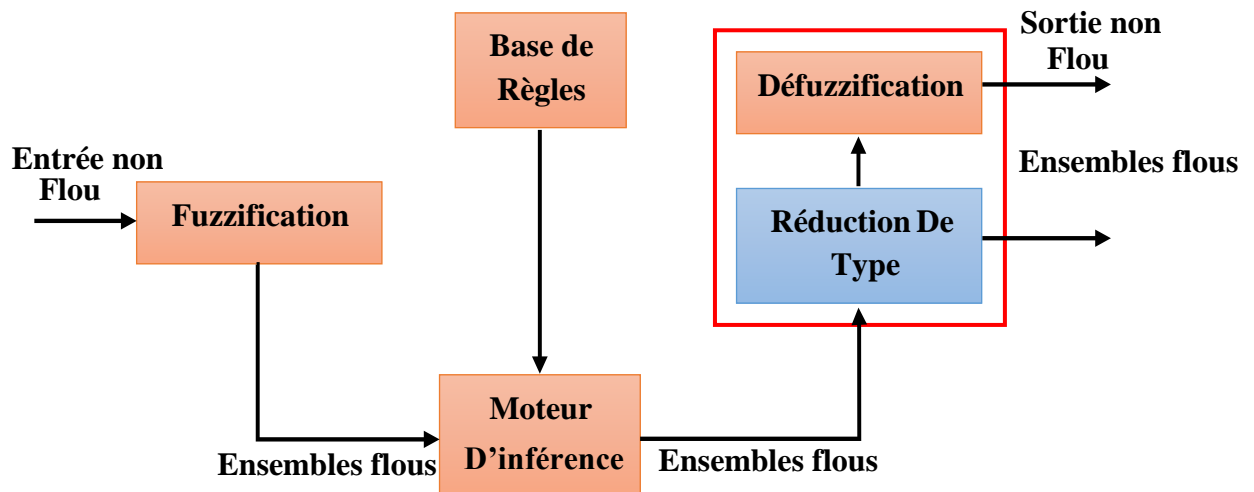 Entrée non
Flou
Fuzzification
Base de
Règles
Ensembles flous
Moteur
D’inférence
Ensembles flous
Défuzzification
Réduction De
Type
Sortie non
Flou
Ensembles flous